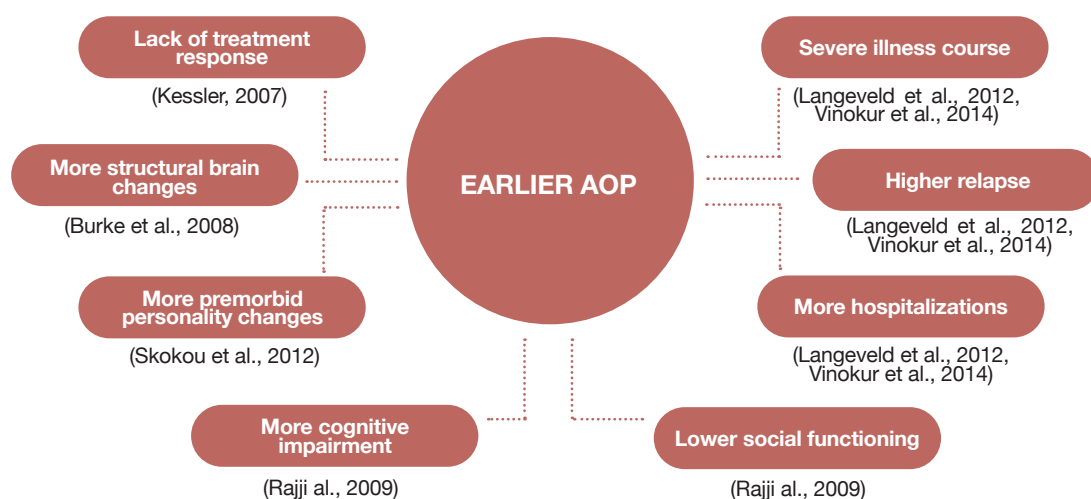 Lack of treatment
response
(Kessler, 2007)
More structural brain
changes
(Burke et al., 2008)
More premorbid
personality changes
(Skokou et al., 2012)
More cognitive
impairment
(Rajji al., 2009)
EARLIER AOP
Severe illness course
(Langeveld et al., 2012,
Vinokur et al., 2014)
Higher relapse
(Langeveld et al., 2012,
Vinokur et al., 2014)
More hospitalizations
(Langeveld et al., 2012,
Vinokur et al., 2014)
Lower social functioning
(Rajji al., 2009)